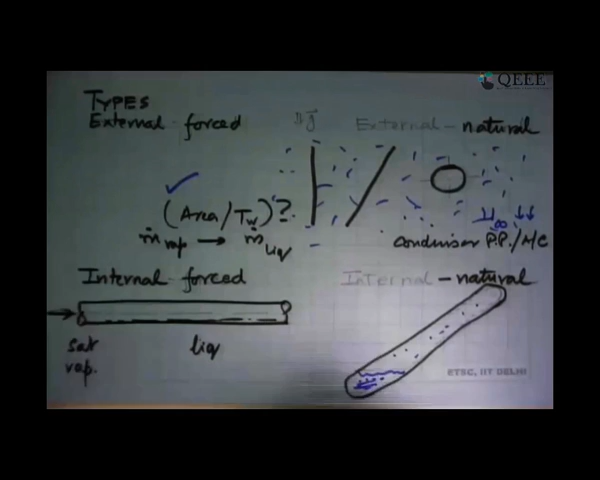 QEEE
TYPES
External-forced
⇓g⃗
External-natural
(Area/Tw)?
ṁvap → ṁliq
∞
condenser P.P./A/C
Internal-forced
Internal-natural
sat
vap.
liq
ETSC, IIT DELHI